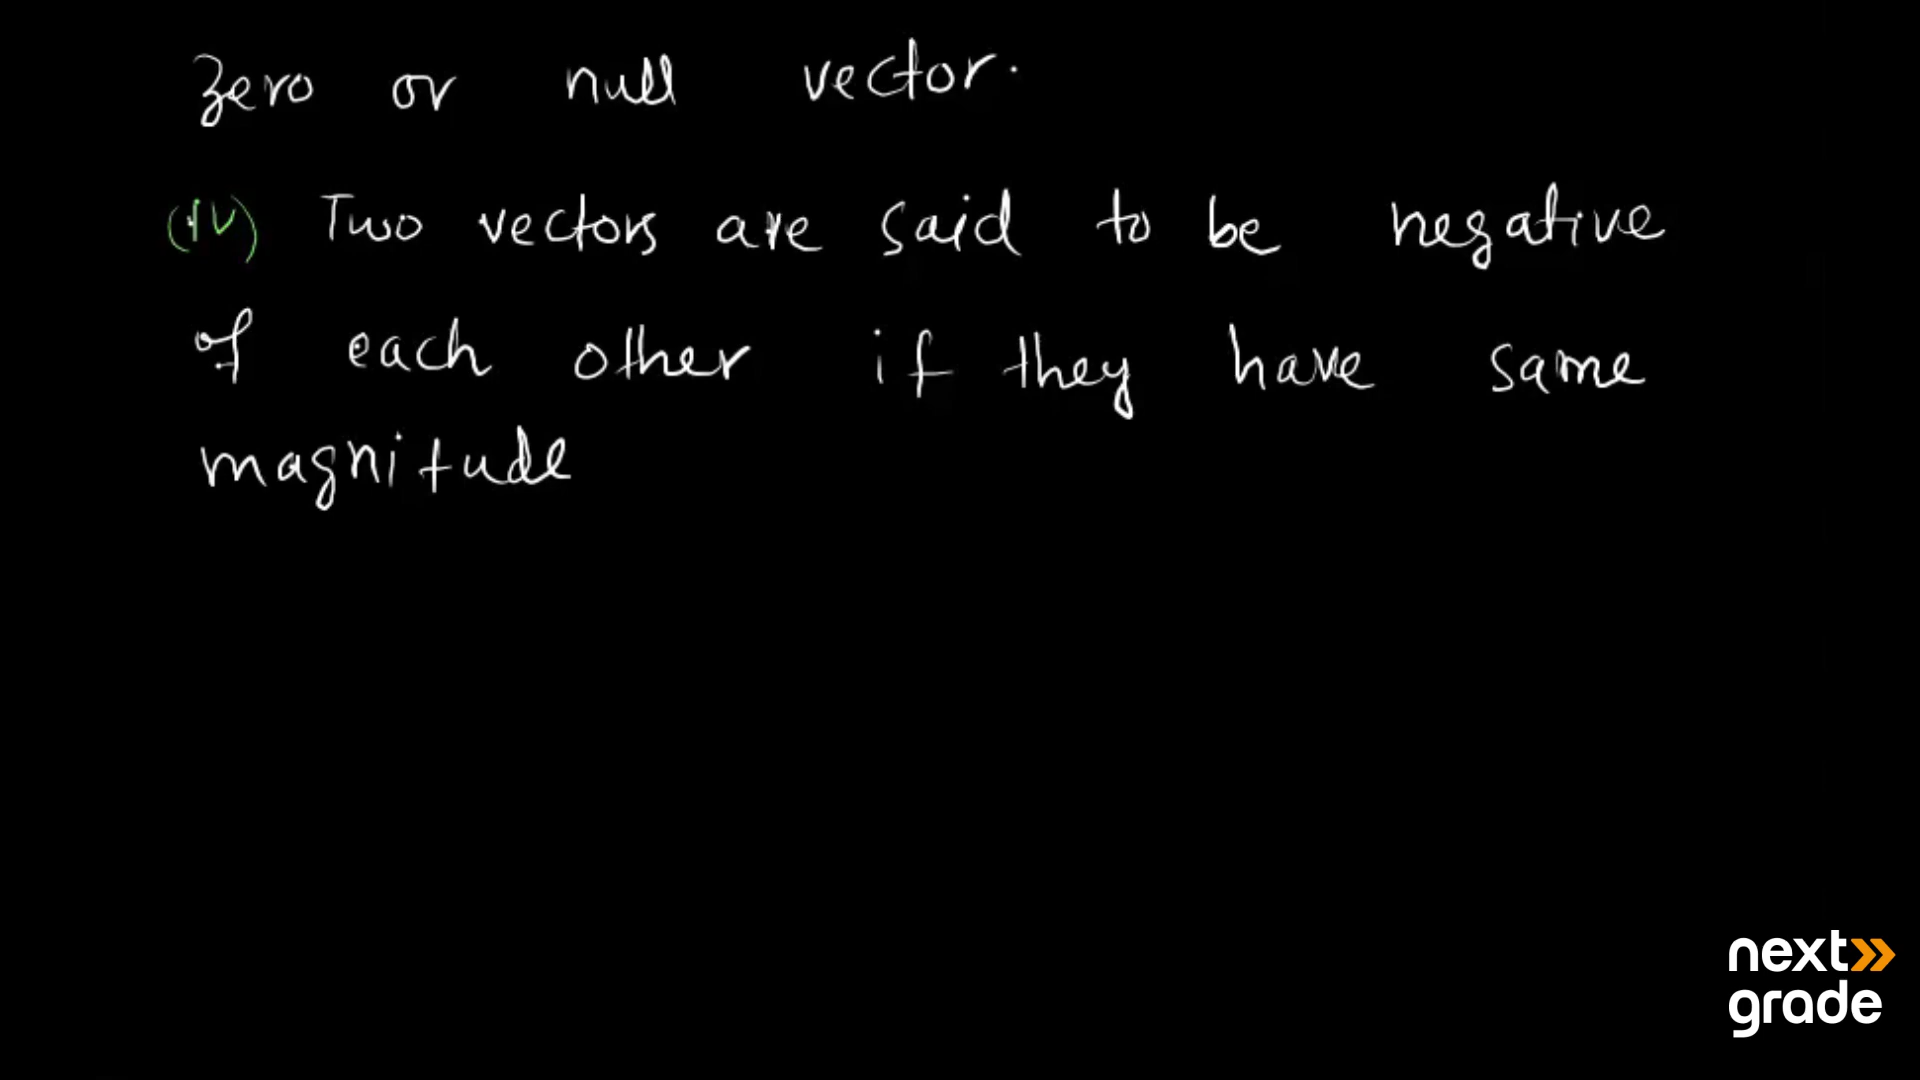 zero or null vector.
(iv) Two vectors are said to be negative
of each other if they have same
magnitude
next
grade